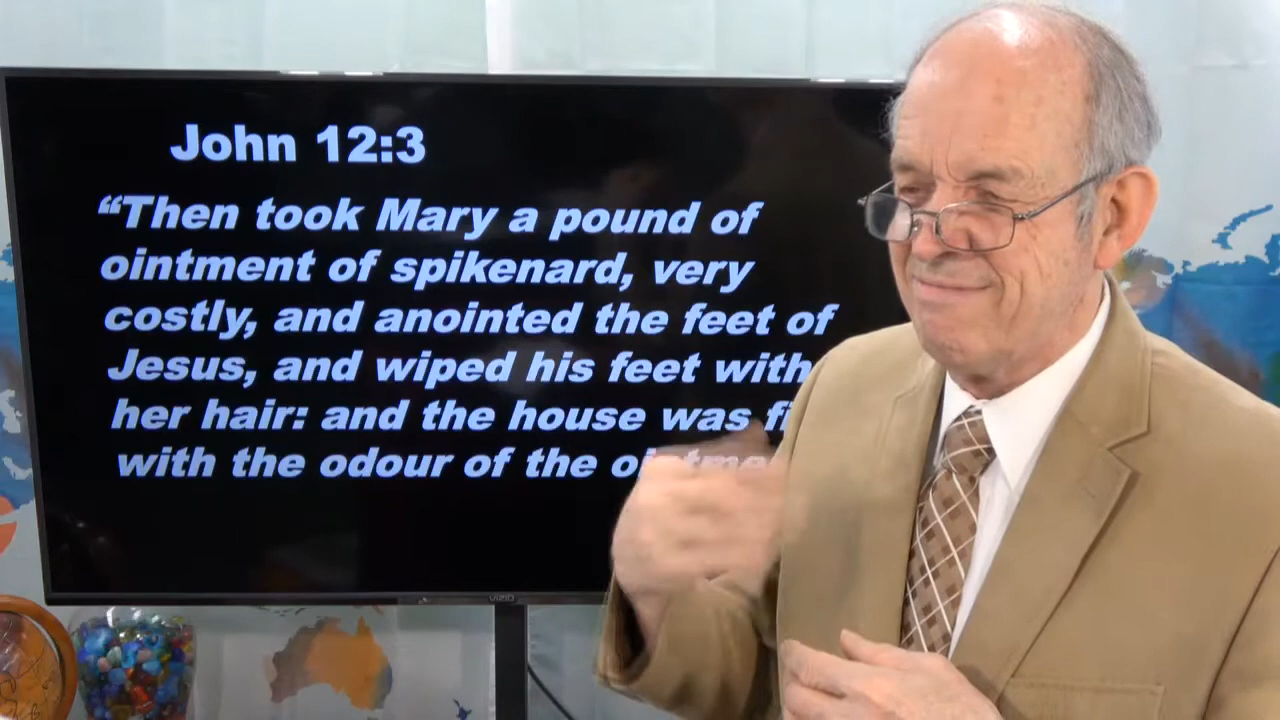 John 12:3
“Then took Mary a pound of
ointment of spikenard, very
costly, and anointed the feet of
Jesus, and wiped his feet with
her hair: and the house was
with the odour of the
VIZIO